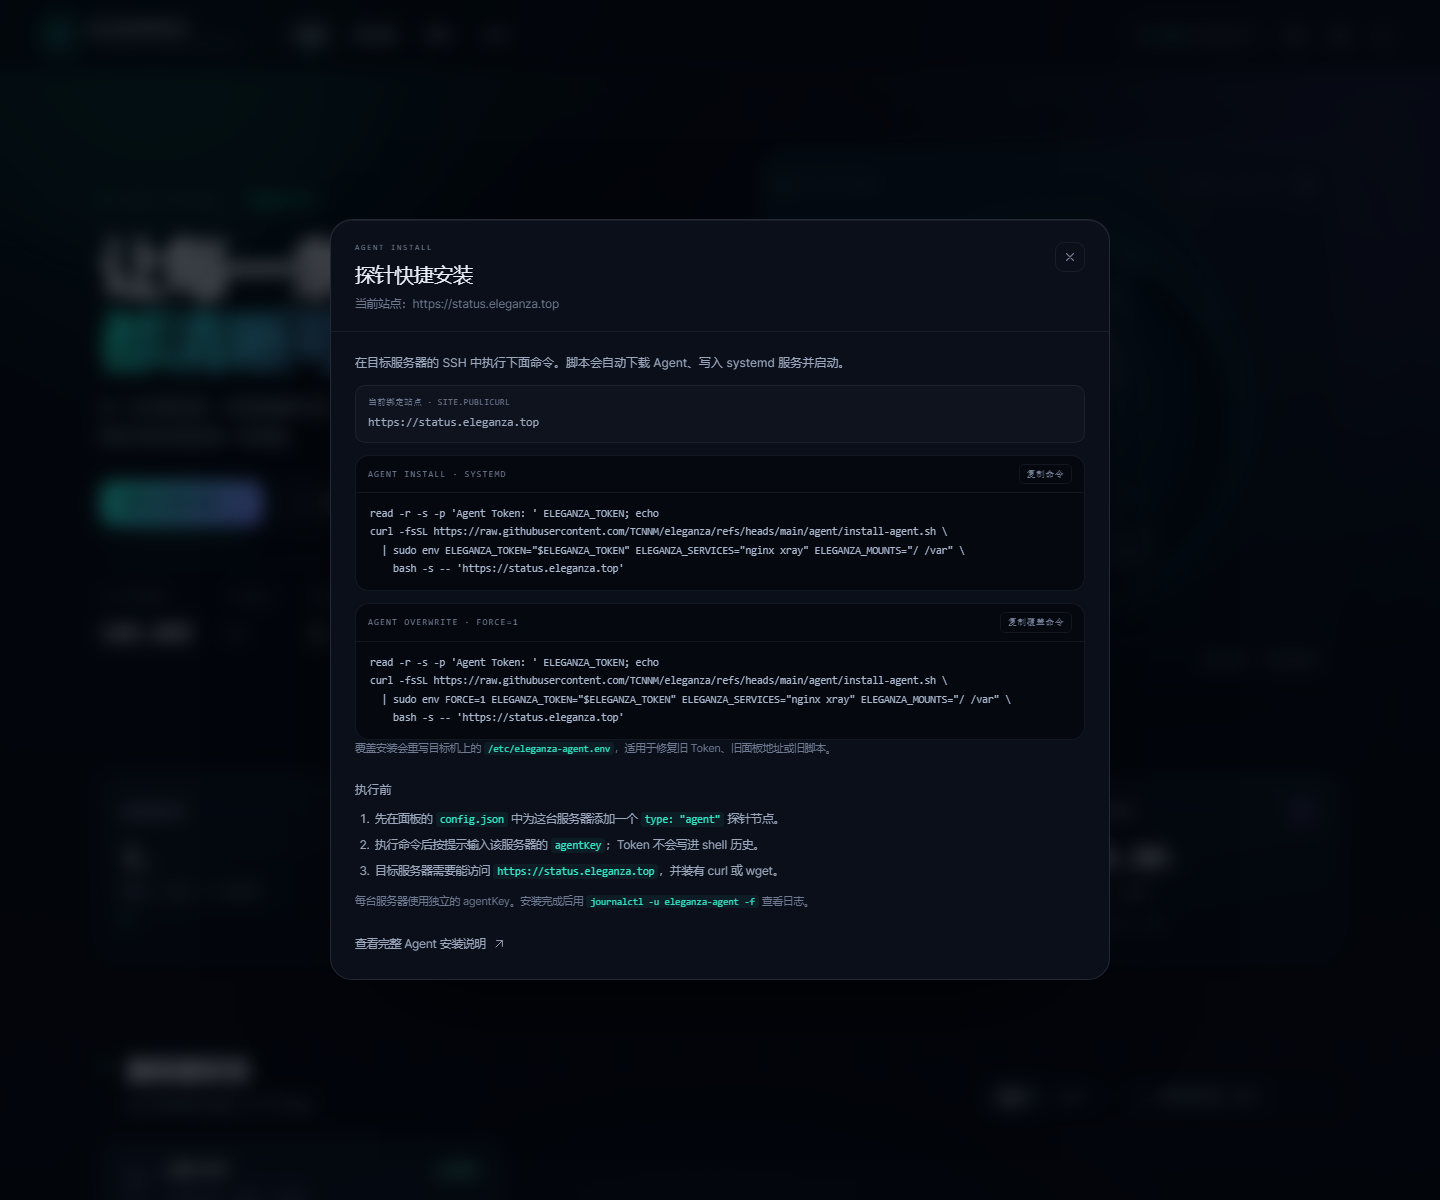 AGENT INSTALL
探针快捷安装
当前站点：https://status.eleganza.top
在目标服务器的 SSH 中执行下面命令。脚本会自动下载 Agent、写入 systemd 服务并启动。
当前绑定站点 · SITE.PUBLICURL
https://status.eleganza.top
AGENT INSTALL · SYSTEMD
复制命令
read -r -s -p 'Agent Token: ' ELEGANZA_TOKEN; echo
curl -fsSL https://raw.githubusercontent.com/TCNNM/eleganza/refs/heads/main/agent/install-agent.sh \
| sudo env ELEGANZA_TOKEN="$ELEGANZA_TOKEN" ELEGANZA_SERVICES="nginx xray" ELEGANZA_MOUNTS="/ /var" \
bash -s -- 'https://status.eleganza.top'
AGENT OVERWRITE · FORCE=1
复制覆盖命令
read -r -s -p 'Agent Token: ' ELEGANZA_TOKEN; echo
curl -fsSL https://raw.githubusercontent.com/TCNNM/eleganza/refs/heads/main/agent/install-agent.sh \
| sudo env FORCE=1 ELEGANZA_TOKEN="$ELEGANZA_TOKEN" ELEGANZA_SERVICES="nginx xray" ELEGANZA_MOUNTS="/ /var" \
bash -s -- 'https://status.eleganza.top'
覆盖安装会重写目标机上的 /etc/eleganza-agent.env，适用于修复旧 Token、旧面板地址或旧脚本。
执行前
1. 先在面板的 config.json 中为这台服务器添加一个 type: "agent" 探针节点。
2. 执行命令后按提示输入该服务器的 agentKey；Token 不会写进 shell 历史。
3. 目标服务器需要能访问 https://status.eleganza.top，并装有 curl 或 wget。
每台服务器使用独立的 agentKey。安装完成后用 journalctl -u eleganza-agent -f 查看日志。
查看完整 Agent 安装说明